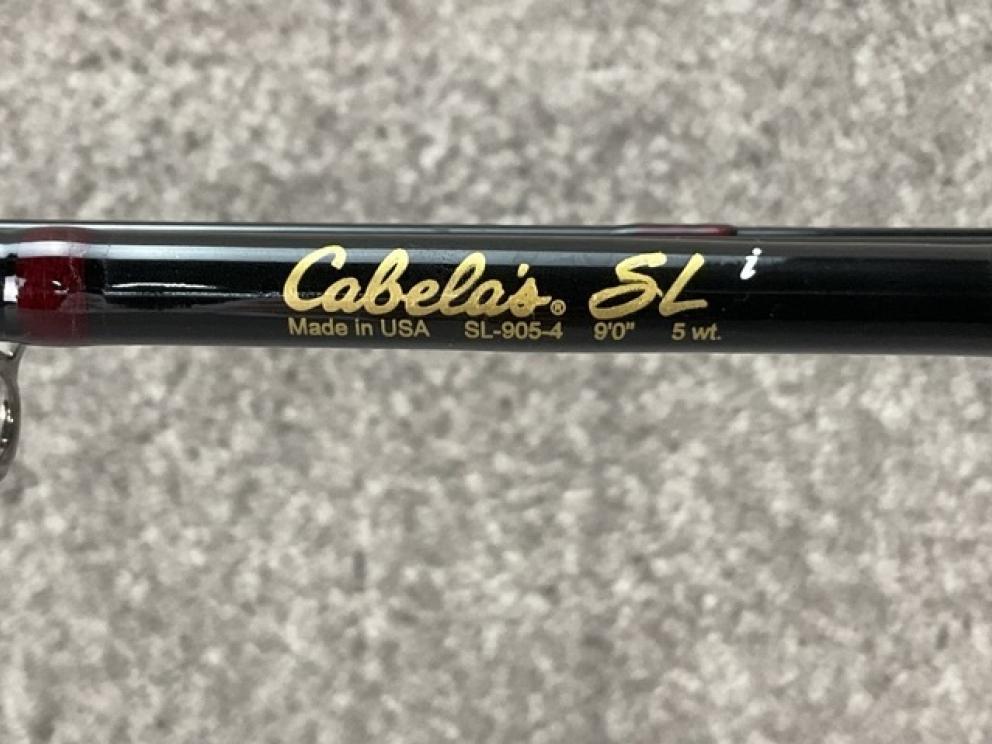 Cabela's® SL i
Made in USA SL-905-4 9'0" 5 wt.